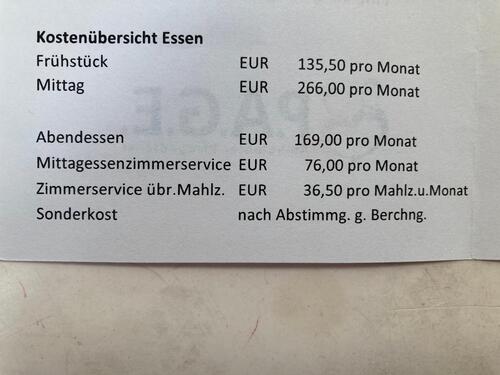 Kostenübersicht Essen
Frühstück EUR 135,50 pro Monat
Mittag EUR 266,00 pro Monat
Abendessen EUR 169,00 pro Monat
Mittagessenzimmerservice EUR 76,00 pro Monat
Zimmerservice übr.Mahlz. EUR 36,50 pro Mahlz.u.Monat
Sonderkost nach Abstimmg. g. Berchng.